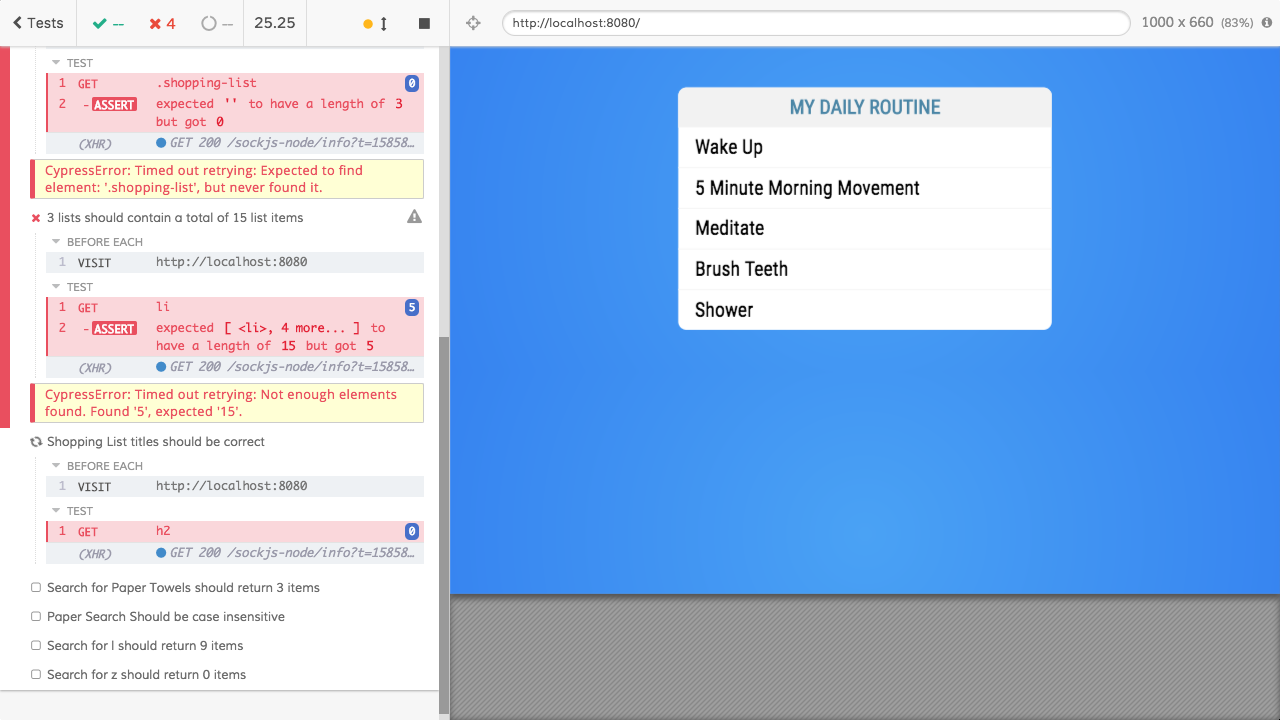 Tests -- 4 -- 25.25
http://localhost:8080/ 1000 x 660 (83%)
TEST
1 GET .shopping-list 0
2 -ASSERT expected '' to have a length of 3
but got 0
(XHR) GET 200 /sockjs-node/info?t=15858…
CypressError: Timed out retrying: Expected to find
element: '.shopping-list', but never found it.
3 lists should contain a total of 15 list items
BEFORE EACH
1 VISIT http://localhost:8080
TEST
1 GET li 5
2 -ASSERT expected [ <li>, 4 more... ] to
have a length of 15 but got 5
(XHR) GET 200 /sockjs-node/info?t=15858…
CypressError: Timed out retrying: Not enough elements
found. Found '5', expected '15'.
Shopping List titles should be correct
BEFORE EACH
1 VISIT http://localhost:8080
TEST
1 GET h2 0
(XHR) GET 200 /sockjs-node/info?t=15858…
Search for Paper Towels should return 3 items
Paper Search Should be case insensitive
Search for l should return 9 items
Search for z should return 0 items
MY DAILY ROUTINE
Wake Up
5 Minute Morning Movement
Meditate
Brush Teeth
Shower